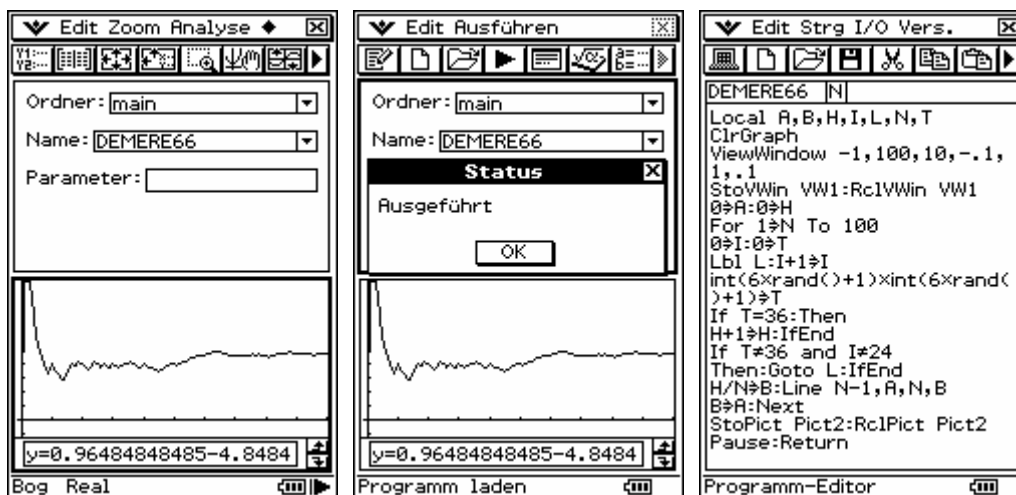 Edit Zoom Analyse
Ordner: main
Name: DEMERE66
Parameter:
y=0.96484848485-4.8484
Bog Real
Edit Ausführen
Ordner: main
Name: DEMERE66
Status
Ausgeführt
OK
y=0.96484848485-4.8484
Programm laden
Edit Strg I/O Vers.
DEMERE66 N
Local A,B,H,I,L,N,T
ClrGraph
ViewWindow -1,100,10,-.1,
1,.1
StoVWin VW1:RclVWin VW1
0⇒A:0⇒H
For 1⇒N To 100
0⇒I:0⇒T
Lbl L:I+1⇒I
int(6×rand()+1)×int(6×rand(
)+1)⇒T
If T=36:Then
H+1⇒H:IfEnd
If T≠36 and I≠24
Then:Goto L:IfEnd
H/N⇒B:Line N-1,A,N,B
B⇒A:Next
StoPict Pict2:RclPict Pict2
Pause:Return
Programm-Editor